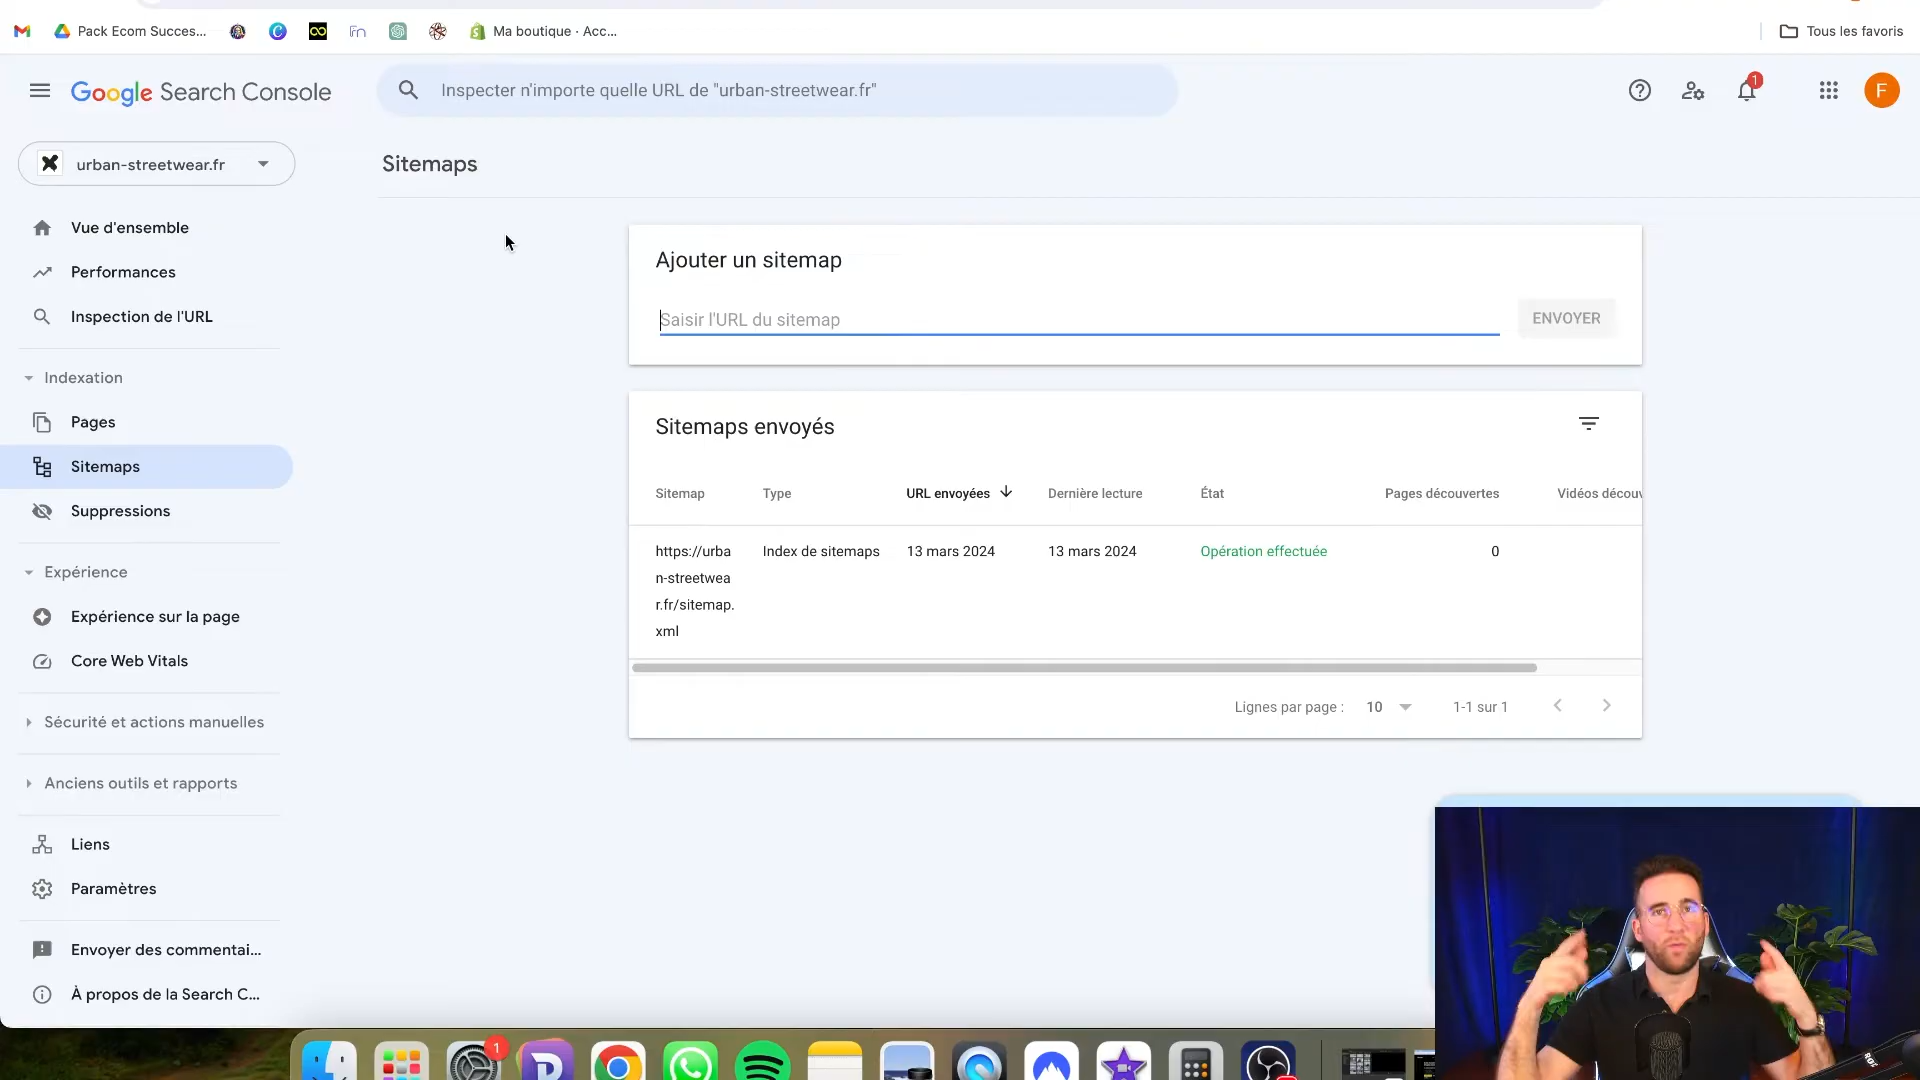 Pack Ecom Succes...
Ma boutique · Acc...
Tous les favoris
Google Search Console
Inspecter n'importe quelle URL de "urban-streetwear.fr"
1
F
urban-streetwear.fr
Sitemaps
Vue d'ensemble
Performances
Inspection de l'URL
Indexation
Pages
Sitemaps
Suppressions
Expérience
Expérience sur la page
Core Web Vitals
Sécurité et actions manuelles
Anciens outils et rapports
Liens
Paramètres
Envoyer des commentai...
À propos de la Search C...
Ajouter un sitemap
Saisir l'URL du sitemap
ENVOYER
Sitemaps envoyés
Sitemap Type URL envoyées Dernière lecture État Pages découvertes Vidéos découv
https://urba Index de sitemaps 13 mars 2024 13 mars 2024 Opération effectuée 0
n-streetwea
r.fr/sitemap.
xml
Lignes par page : 10 1-1 sur 1
1